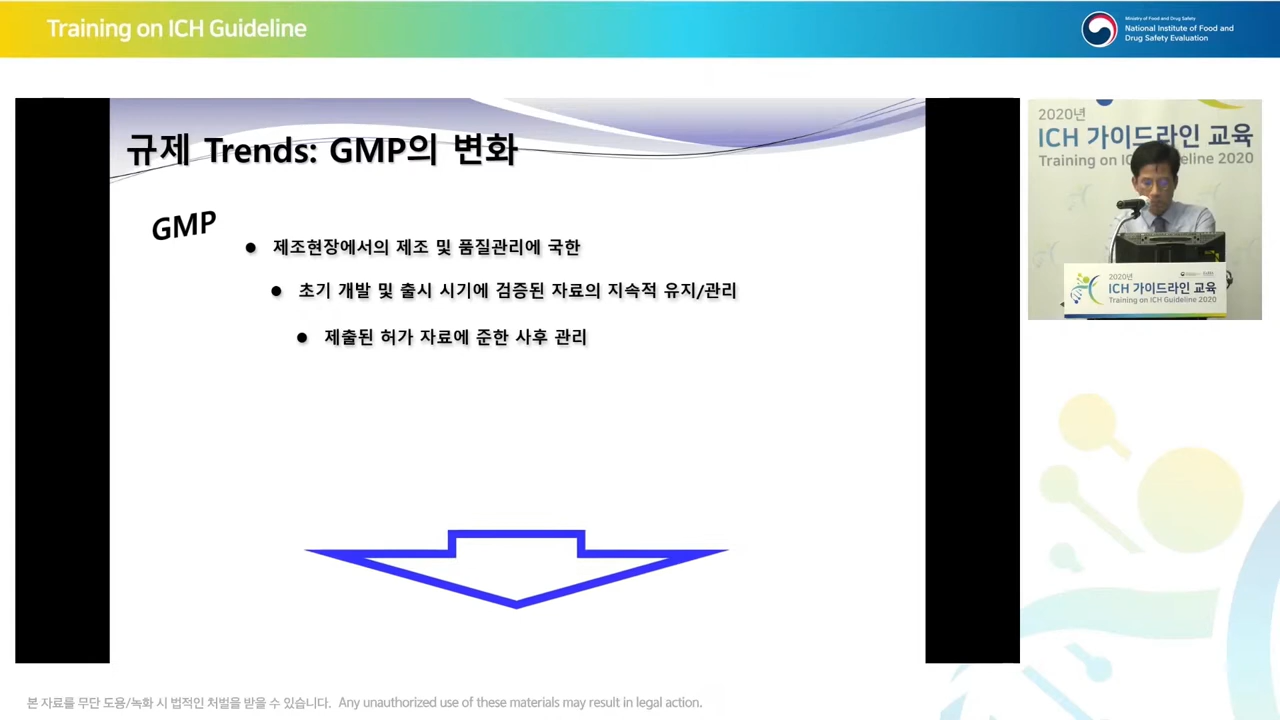 Training on ICH Guideline
Ministry of Food and Drug Safety
National Institute of Food and
Drug Safety Evaluation
규제 Trends: GMP의 변화
GMP
● 제조현장에서의 제조 및 품질관리에 국한
● 초기 개발 및 출시 시기에 검증된 자료의 지속적 유지/관리
● 제출된 허가 자료에 준한 사후 관리
2020년
ICH 가이드라인 교육
Training on ICH Guideline 2020
2020년
ICH 가이드라인 교육
Training on ICH Guideline 2020
본 자료를 무단 도용/녹화 시 법적인 처벌을 받을 수 있습니다. Any unauthorized use of these materials may result in legal action.